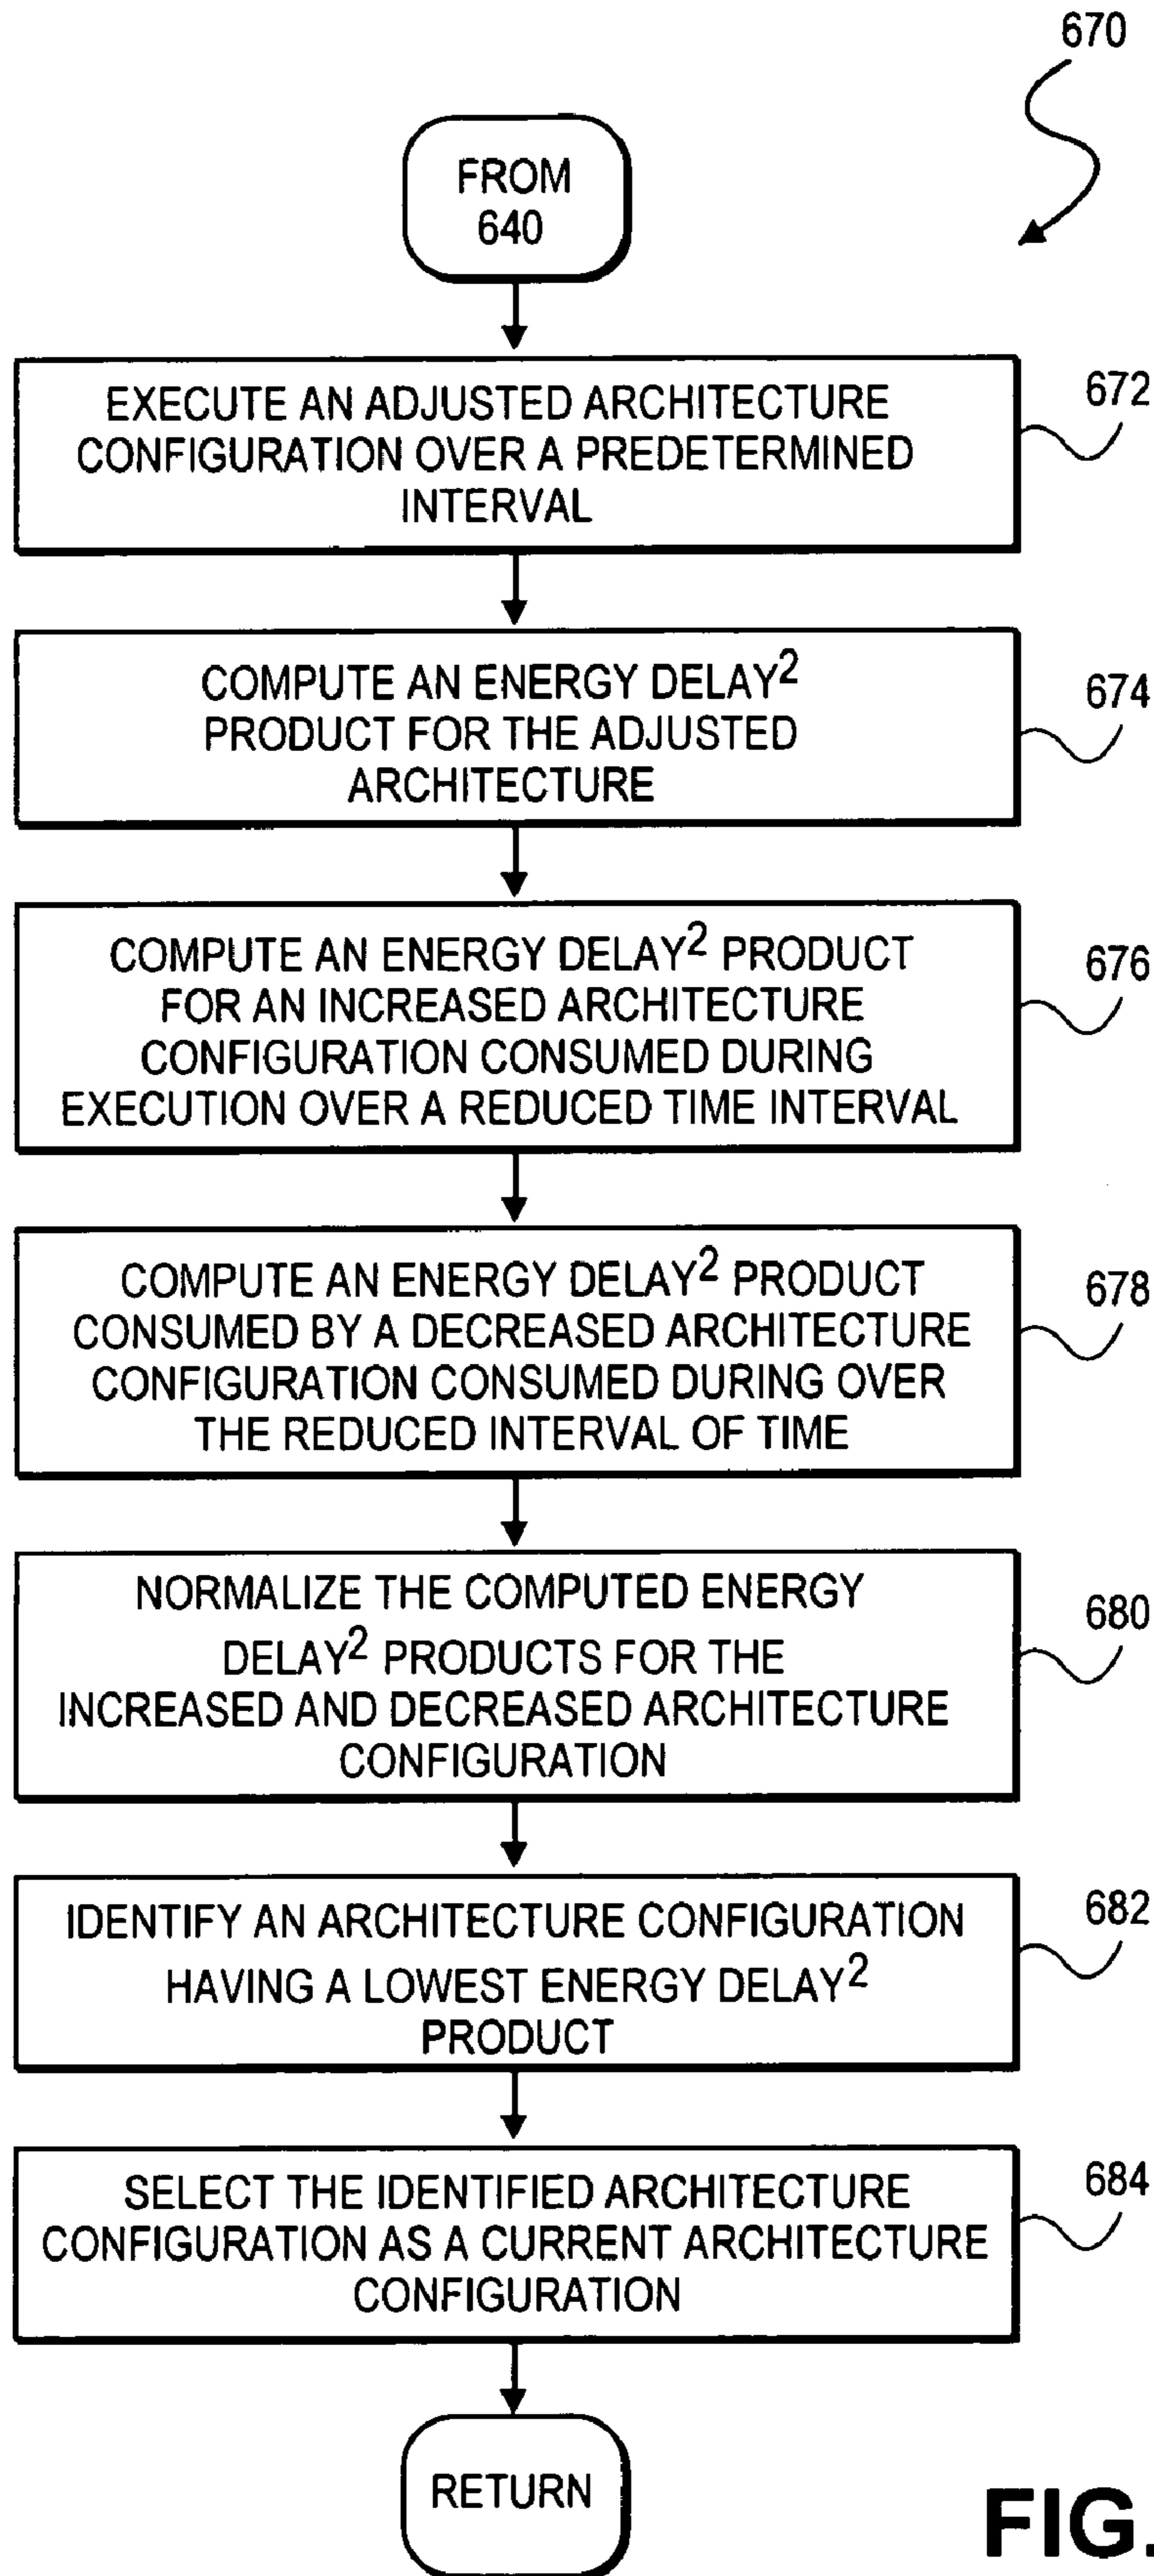 670
FROM
640
EXECUTE AN ADJUSTED ARCHITECTURE
CONFIGURATION OVER A PREDETERMINED
INTERVAL
672
COMPUTE AN ENERGY DELAY²
PRODUCT FOR THE ADJUSTED
ARCHITECTURE
674
COMPUTE AN ENERGY DELAY² PRODUCT
FOR AN INCREASED ARCHITECTURE
CONFIGURATION CONSUMED DURING
EXECUTION OVER A REDUCED TIME INTERVAL
676
COMPUTE AN ENERGY DELAY² PRODUCT
CONSUMED BY A DECREASED ARCHITECTURE
CONFIGURATION CONSUMED DURING OVER
THE REDUCED INTERVAL OF TIME
678
NORMALIZE THE COMPUTED ENERGY
DELAY² PRODUCTS FOR THE
INCREASED AND DECREASED ARCHITECTURE
CONFIGURATION
680
IDENTIFY AN ARCHITECTURE CONFIGURATION
HAVING A LOWEST ENERGY DELAY²
PRODUCT
682
SELECT THE IDENTIFIED ARCHITECTURE
CONFIGURATION AS A CURRENT ARCHITECTURE
CONFIGURATION
684
RETURN
FIG.